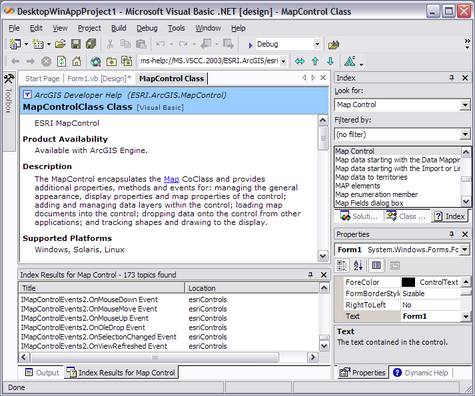 DesktopWinAppProject1 - Microsoft Visual Basic .NET [design] - MapControl Class
File Edit View Project Build Debug Tools Window Help
Debug
ms-help://MS.VSCC.2003/ESRI.ArcGIS/esri
Toolbox
Start Page Form1.vb [Design]* MapControl Class
ArcGIS Developer Help (ESRI.ArcGIS.MapControl)
MapControlClass Class [Visual Basic]
ESRI MapControl
Product Availability
Available with ArcGIS Engine.
Description
The MapControl encapsulates the Map CoClass and provides
additional properties, methods and events for: managing the general
appearance, display properties and map properties of the control;
adding and managing data layers within the control; loading map
documents into the control; dropping data onto the control from other
applications; and tracking shapes and drawing to the display.
Supported Platforms
Windows, Solaris, Linux
Index Results for Map Control - 173 topics found
Title Location
IMapControlEvents2.OnMouseDown Event esriControls
IMapControlEvents2.OnMouseMove Event esriControls
IMapControlEvents2.OnMouseUp Event esriControls
IMapControlEvents2.OnOleDrop Event esriControls
IMapControlEvents2.OnSelectionChanged Event esriControls
IMapControlEvents2.OnViewRefreshed Event esriControls
Output Index Results for Map Control
Index
Look for:
Map Control
Filtered by:
(no filter)
Map Control
Map data starting with the Data Mappin
Map data starting with the Import or Lin
Map data to territories
MAP elements
Map enumeration member
Map Fields dialog box
Soluti... Class ... Index
Properties
Form1 System.Windows.Forms.Fo
ForeColor ControlText
FormBorderStyle Sizable
RightToLeft No
Text Form1
Text
The text contained in the control.
Properties Dynamic Help
Done